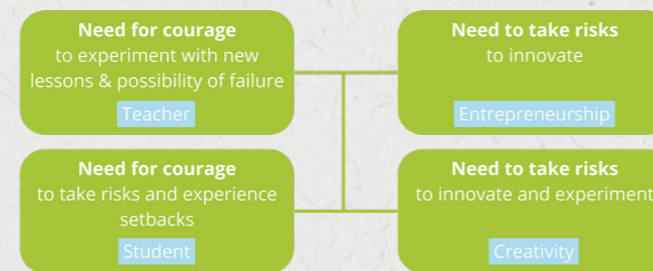 Need for courage
to experiment with new
lessons & possibility of failure
Teacher
Need to take risks
to innovate
Entrepreneurship
Need for courage
to take risks and experience
setbacks
Student
Need to take risks
to innovate and experiment
Creativity